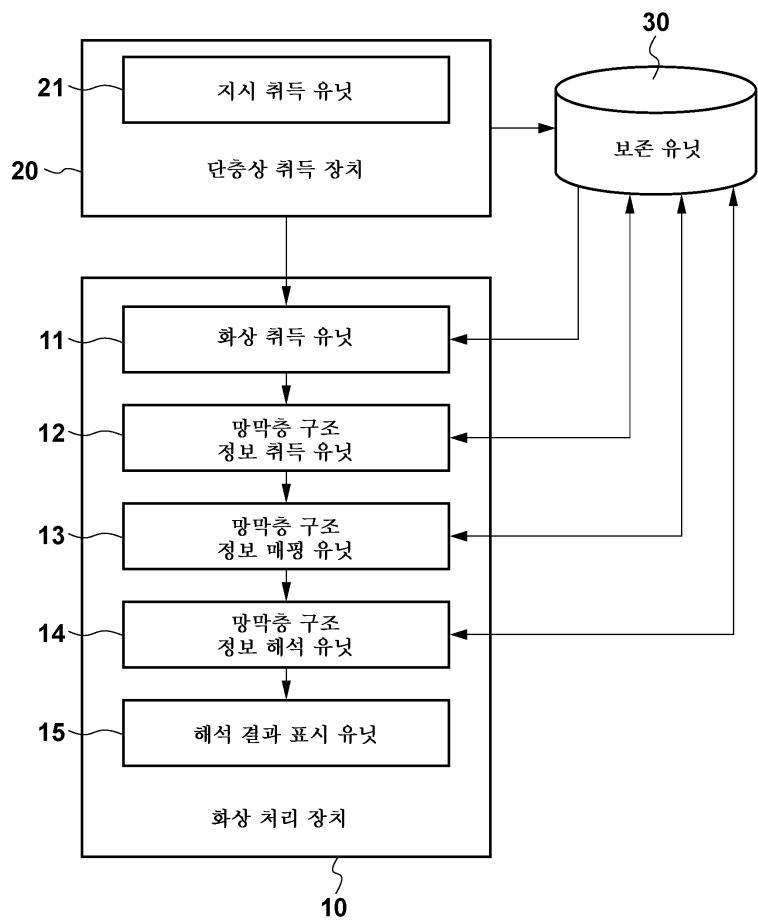 30
21
지시 취득 유닛
보존 유닛
20
단층상 취득 장치
11
화상 취득 유닛
12
망막층 구조
정보 취득 유닛
13
망막층 구조
정보 매핑 유닛
14
망막층 구조
정보 해석 유닛
15
해석 결과 표시 유닛
화상 처리 장치
10